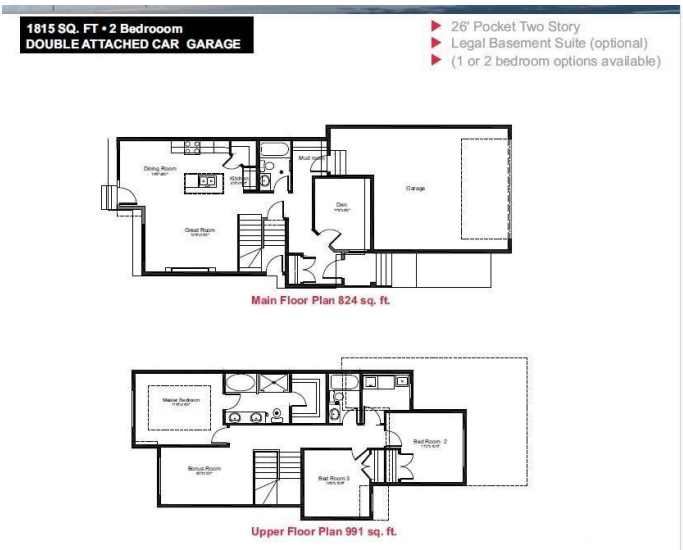 1815 SQ. FT • 2 Bedrooom
DOUBLE ATTACHED CAR GARAGE
26' Pocket Two Story
Legal Basement Suite (optional)
(1 or 2 bedroom options available)
Dining Room
Kitchen
Mud room
Garage
Den
Great Room
Main Floor Plan 824 sq. ft.
Master Bedroom
Bed Room 2
Bonus Room
Bed Room 3
Upper Floor Plan 991 sq. ft.